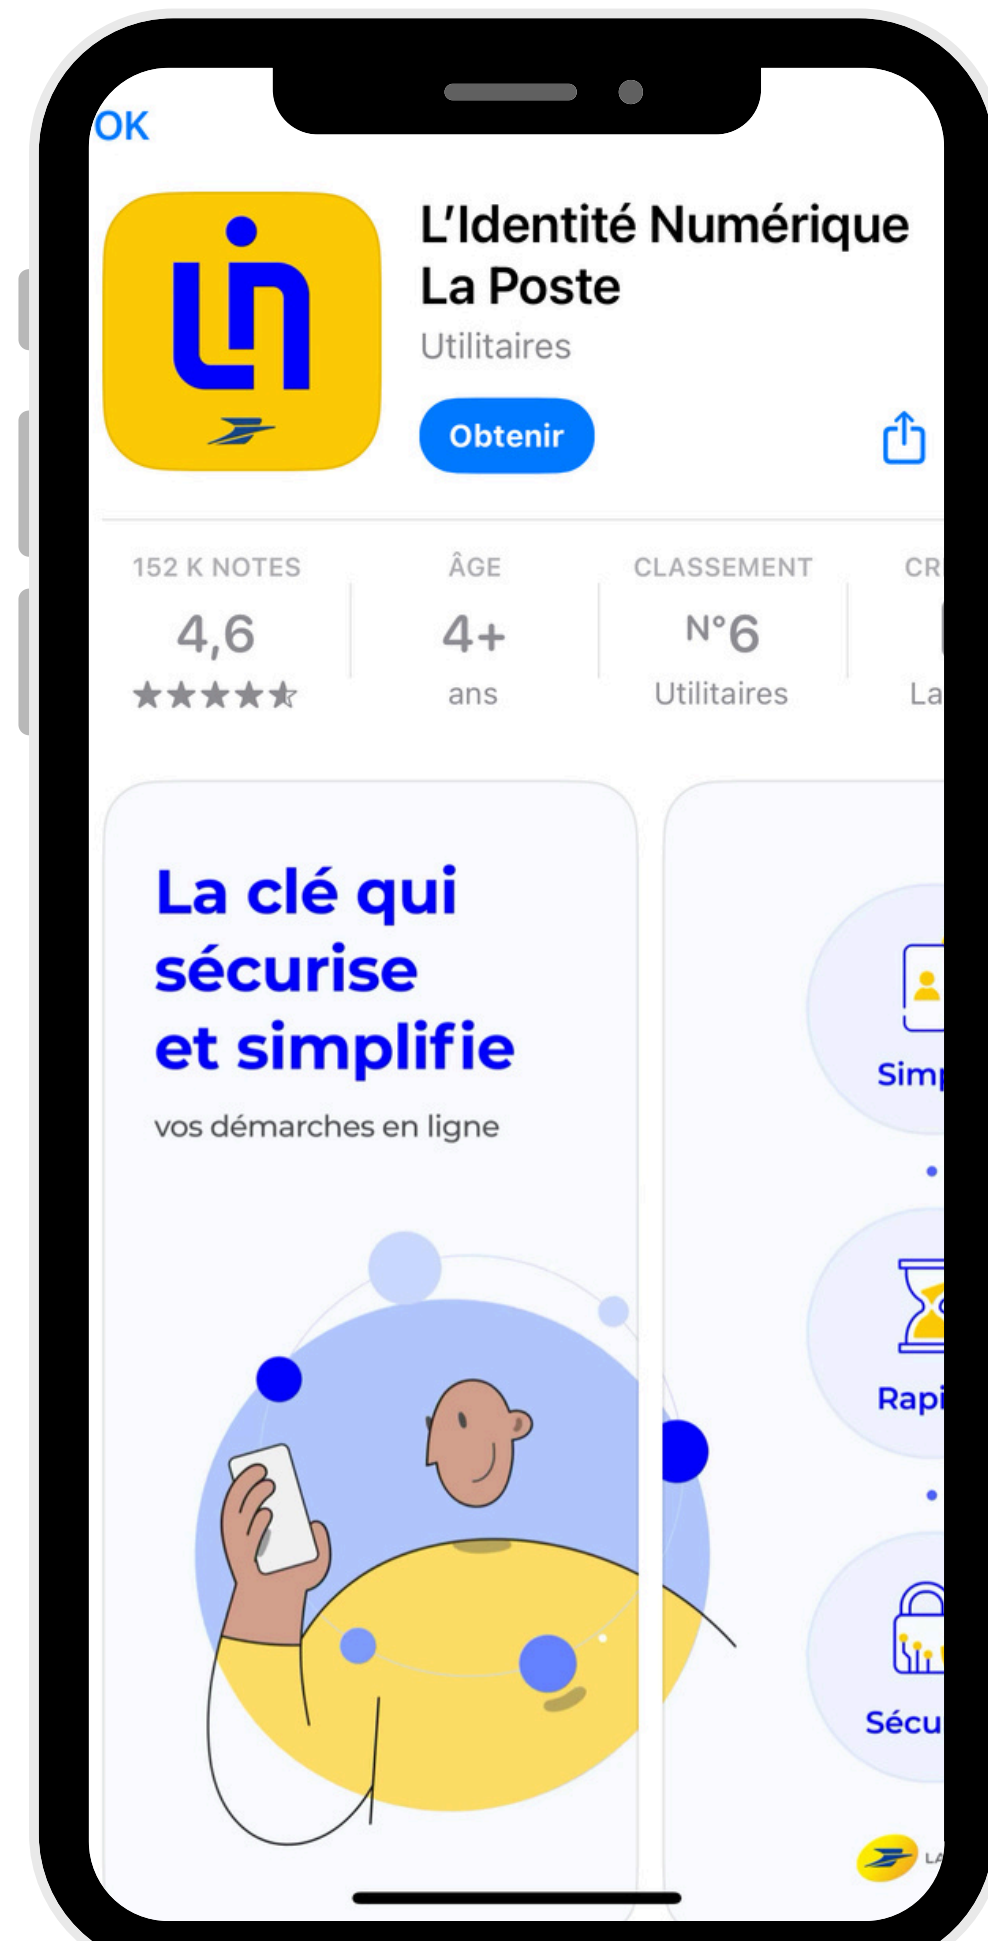 OK
L'Identité Numérique
La Poste
Utilitaires
Obtenir
152 K NOTES
ÂGE
CLASSEMENT
4,6
4+
N°6
ans
Utilitaires
La clé qui
sécurise
et simplifie
vos démarches en ligne